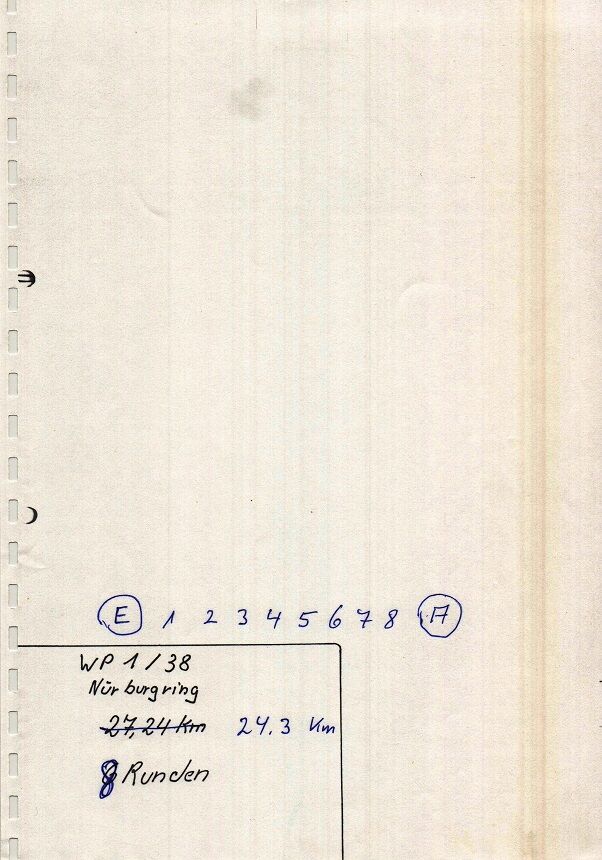 E 1 2 3 4 5 6 7 8 A
WP 1/38
Nürburgring
27,24 Km 24.3 Km
8 Runden